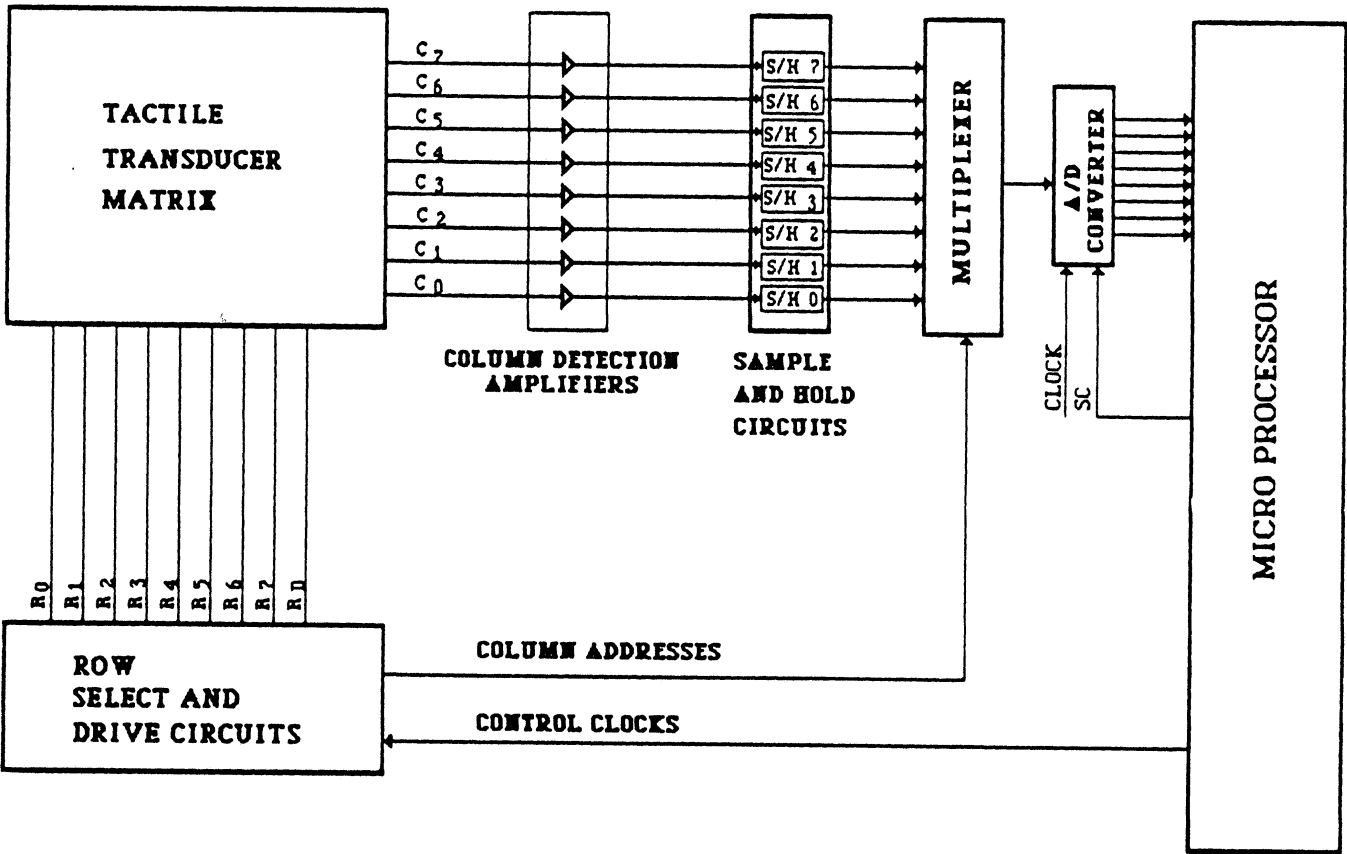 TACTILE
TRANSDUCER
MATRIX
C7
C6
C5
C4
C3
C2
C1
C0
S/H 7
S/H 6
S/H 5
S/H 4
S/H 3
S/H 2
S/H 1
S/H 0
MULTIPLEXER
A/D
CONVERTER
MICRO PROCESSOR
COLUMN DETECTION
AMPLIFIERS
SAMPLE
AND HOLD
CIRCUITS
CLOCK
SC
R0
R1
R2
R3
R4
R5
R6
R7
RD
ROW
SELECT AND
DRIVE CIRCUITS
COLUMN ADDRESSES
CONTROL CLOCKS